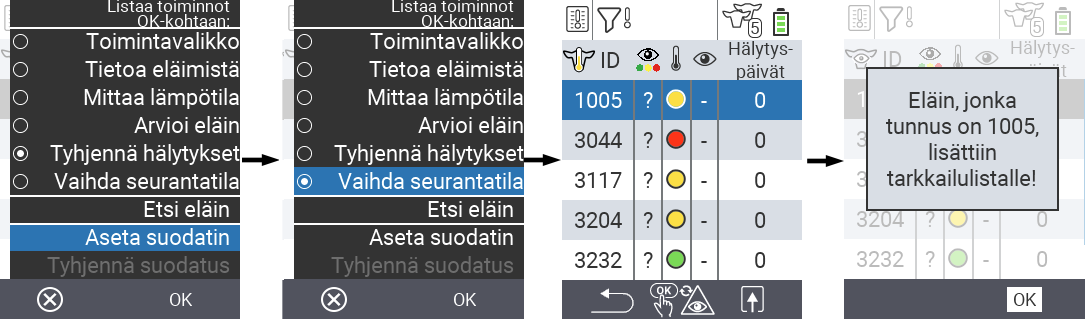 Listaa toiminnot
OK-kohtaan:
Toimintavalikko
Tietoa eläimistä
Mittaa lämpötila
Arvioi eläin
Tyhjennä hälytykset
Vaihda seurantatila
Etsi eläin
Aseta suodatin
Tyhjennä suodatus
OK
Listaa toiminnot
OK-kohtaan:
Toimintavalikko
Tietoa eläimistä
Mittaa lämpötila
Arvioi eläin
Tyhjennä hälytykset
Vaihda seurantatila
Etsi eläin
Aseta suodatin
Tyhjennä suodatus
OK
5
ID Hälytys-
päivät
1005 ? - 0
3044 ? - 0
3117 ? - 0
3204 ? - 0
3232 ? - 0
OK
5
ID Hälytys-
päivät
Eläin, jonka
tunnus on 1005,
lisättiin
tarkkailulistalle!
3204 ? - 0
3232 ? - 0
OK